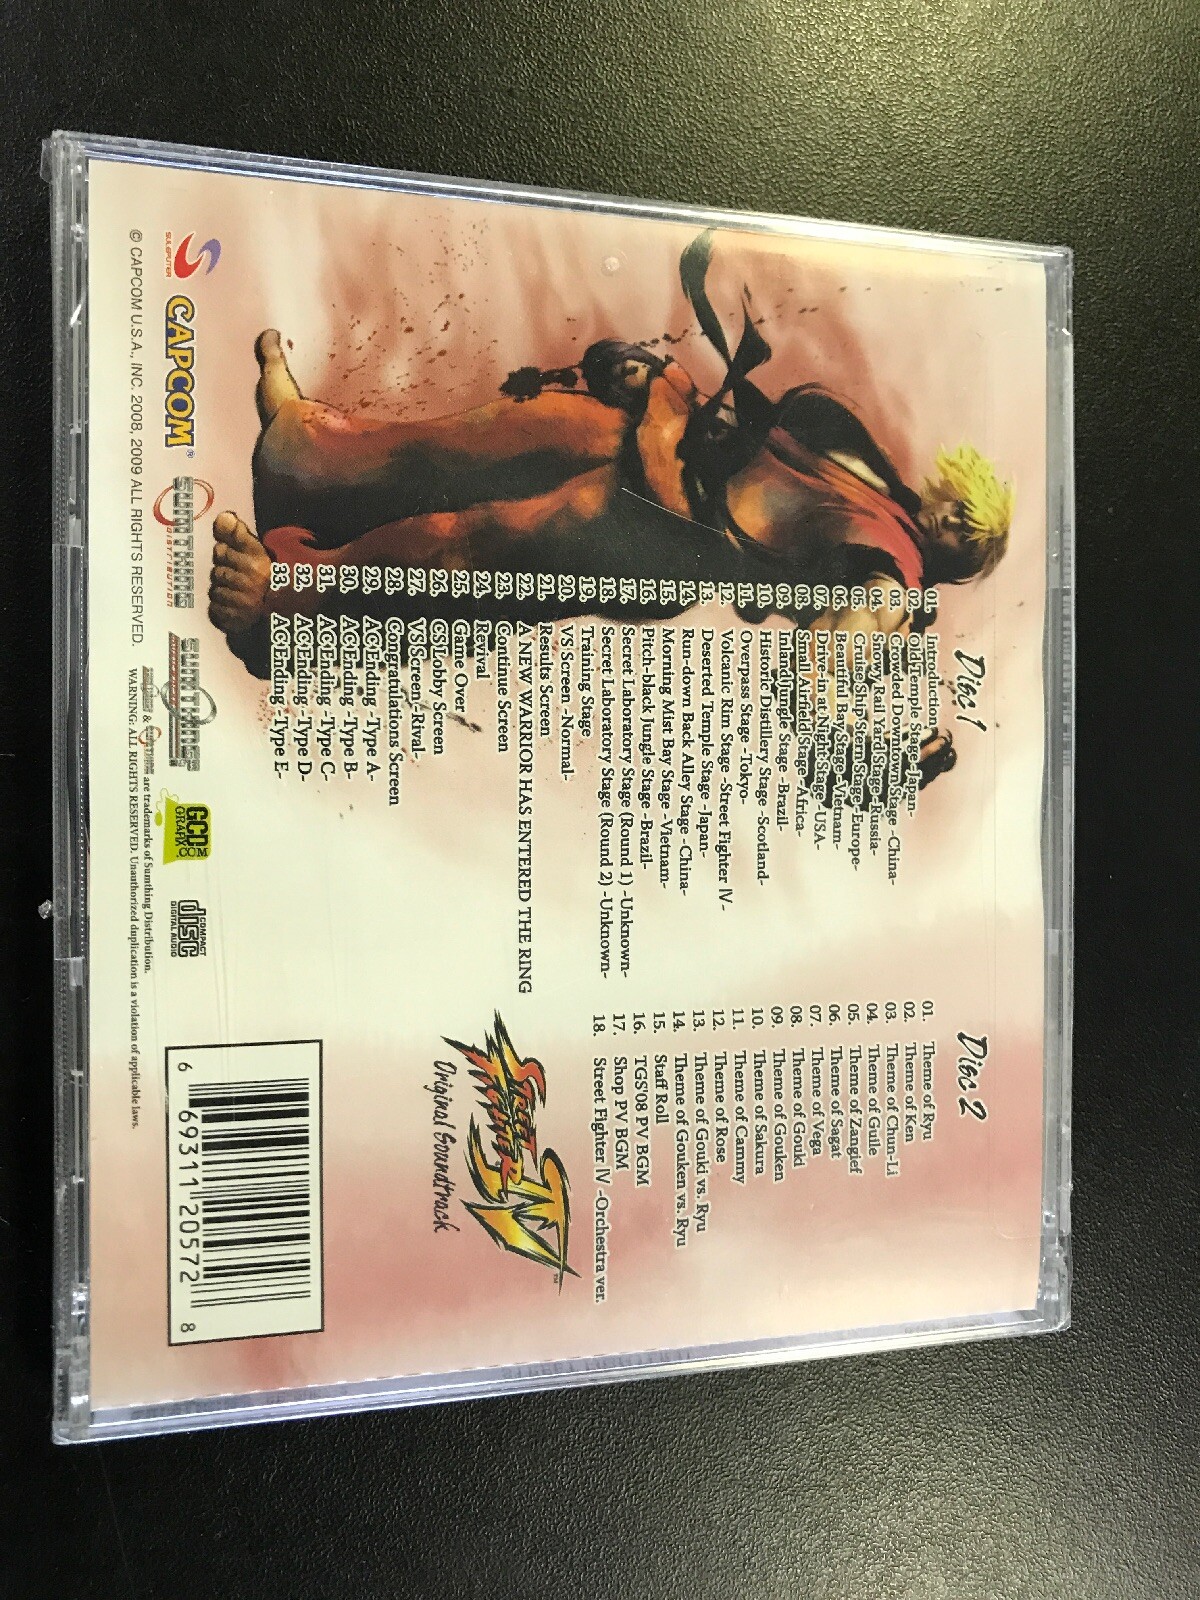 Disc 1
01. Introduction
02. Old Temple Stage -Japan-
03. Crowded Downtown Stage -China-
04. Snowy Rail Yard Stage -Russia-
05. Cruise Ship Stern Stage -Europe-
06. Beautiful Bay Stage -Vietnam-
07. Drive-in at Night Stage -USA-
08. Small Airfield Stage -Africa-
09. Inland Jungle Stage -Brazil-
10. Historic Distillery Stage -Scotland-
11. Overpass Stage -Tokyo-
12. Volcanic Rim Stage -Street Fighter IV-
13. Deserted Temple Stage -Japan-
14. Run-down Back Alley Stage -China-
15. Morning Mist Bay Stage -Vietnam-
16. Pitch-black Jungle Stage -Brazil-
17. Secret Laboratory Stage (Round 1) -Unknown-
18. Secret Laboratory Stage (Round 2) -Unknown-
19. Training Stage
20. VS Screen -Normal-
21. Results Screen
22. A NEW WARRIOR HAS ENTERED THE RING
23. Continue Screen
24. Revival
25. Game Over
26. CS Lobby Screen
27. VS Screen -Rival-
28. Congratulations Screen
29. AC Ending -Type A-
30. AC Ending -Type B-
31. AC Ending -Type C-
32. AC Ending -Type D-
33. AC Ending -Type E-
Disc 2
01. Theme of Ryu
02. Theme of Ken
03. Theme of Chun-Li
04. Theme of Guile
05. Theme of Zangief
06. Theme of Sagat
07. Theme of Vega
08. Theme of Gouki
09. Theme of Gouken
10. Theme of Sakura
11. Theme of Cammy
12. Theme of Rose
13. Theme of Gouki vs. Ryu
14. Theme of Gouken vs. Ryu
15. Staff Roll
16. TGS'08 PV BGM
17. Shop PV BGM
18. Street Fighter IV -Orchestra ver.
STREET FIGHTER IV™
Original Soundtrack
SULEPUTER
CAPCOM®
SUMTHING DISTRIBUTION
SUMTHING
GCDM GRAFIX
COMPACT disc DIGITAL AUDIO
6 69311 20572 8
© CAPCOM U.S.A., INC. 2008, 2009 ALL RIGHTS RESERVED.
& are trademarks of Sumthing Distribution.
WARNING: ALL RIGHTS RESERVED. Unauthorized duplication is a violation of applicable laws.